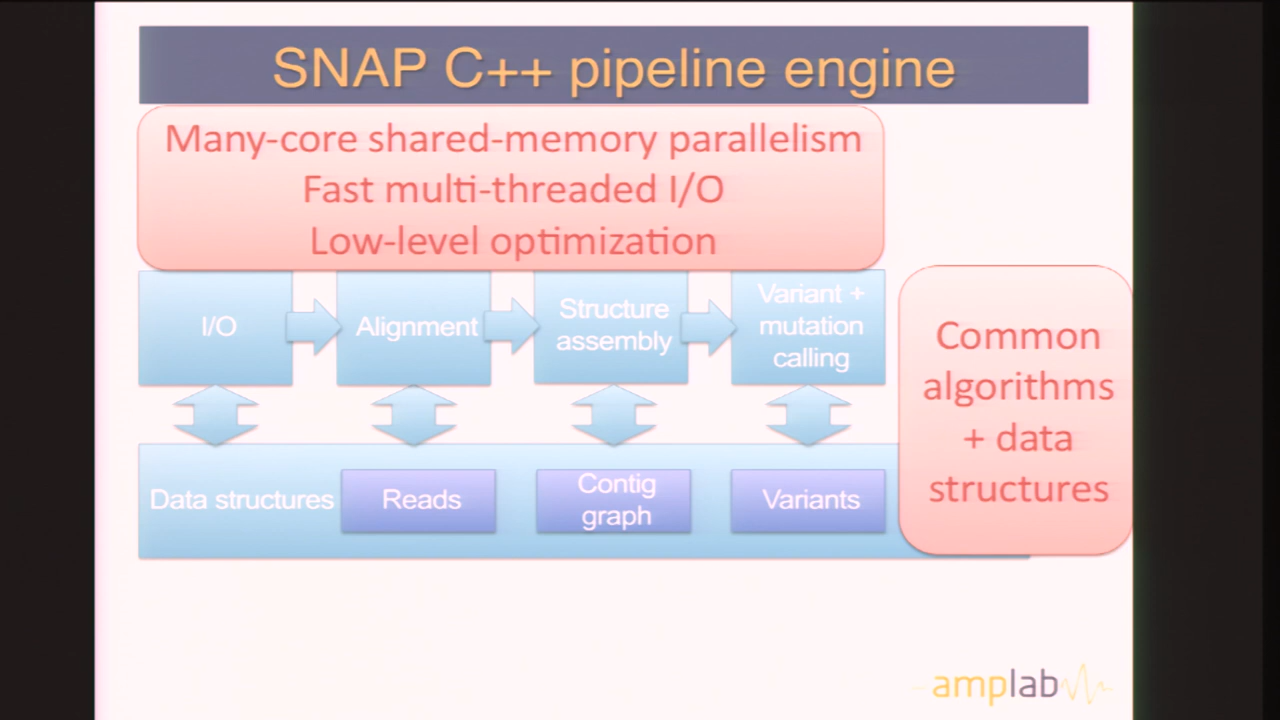 SNAP C++ pipeline engine
Many-core shared-memory parallelism
Fast multi-threaded I/O
Low-level optimization
I/O
Alignment
Structure
assembly
Variant +
mutation
calling
Common
algorithms
+ data
structures
Data structures
Reads
Contig
graph
Variants
amplab